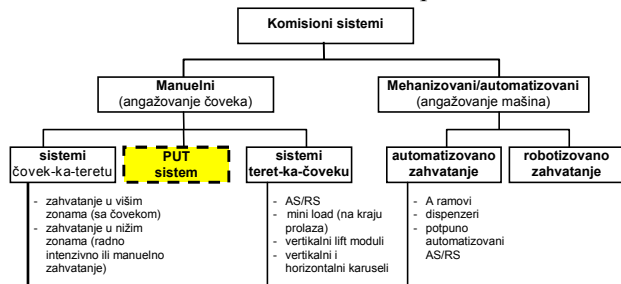 Komisioni sistemi
Manuelni
(angažovanje čoveka)
Mehanizovani/automatizovani
(angažovanje mašina)
sistemi
čovek-ka-teretu
PUT
sistem
sistemi
teret-ka-čoveku
automatizovano
zahvatanje
robotizovano
zahvatanje
- zahvatanje u višim
zonama (sa čovekom)
- zahvatanje u nižim
zonama (radno
intenzivno ili manuelno
zahvatanje)
- AS/RS
- mini load (na kraju
prolaza)
- vertikalni lift moduli
- vertikalni i
horizontalni karuseli
- A ramovi
- dispenzeri
- potpuno
automatizovani
AS/RS